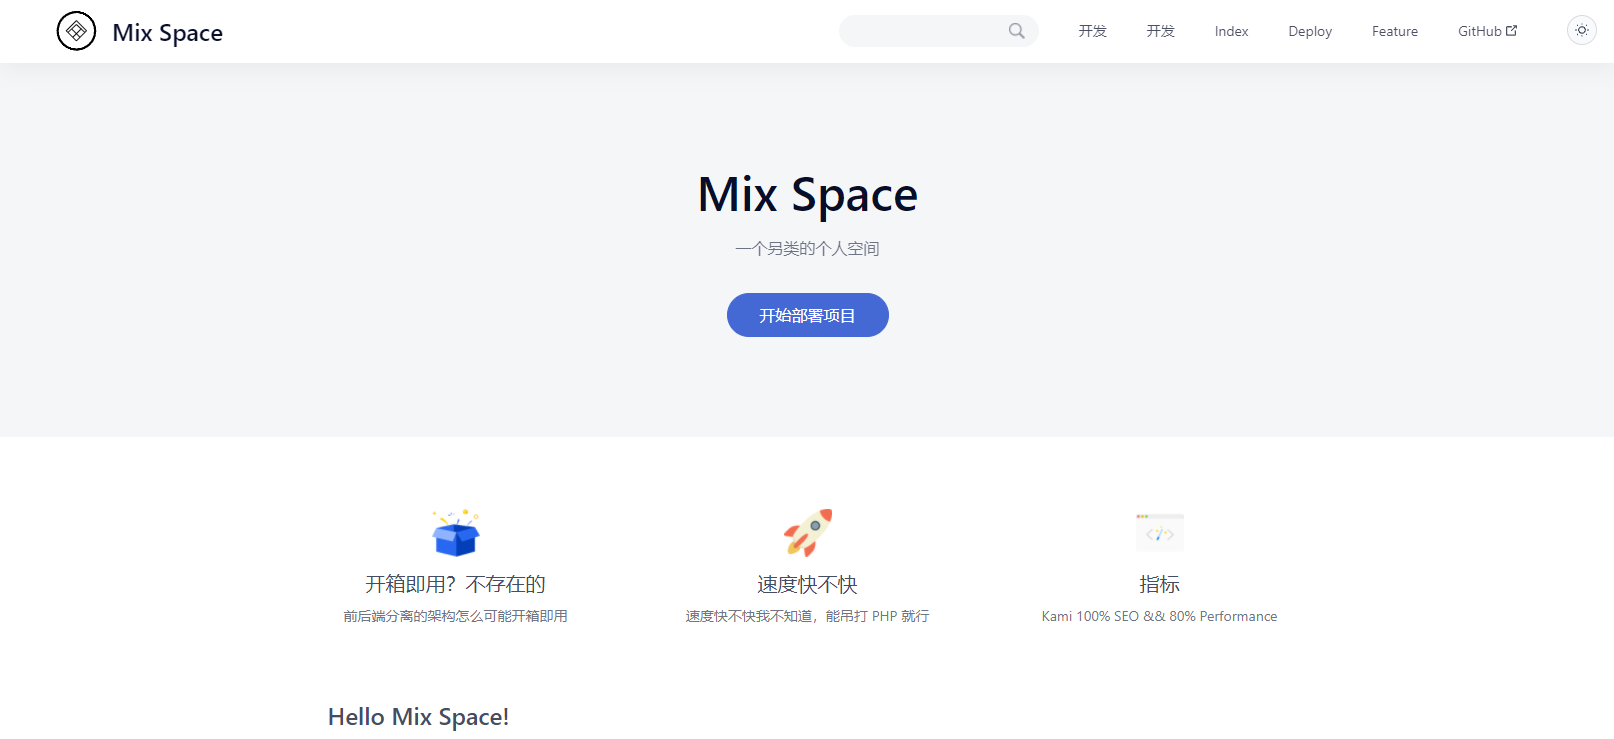 Mix Space
开发
开发
Index
Deploy
Feature
GitHub
Mix Space
一个另类的个人空间
开始部署项目
开箱即用？不存在的
前后端分离的架构怎么可能开箱即用
速度快不快
速度快不快我不知道，能吊打 PHP 就行
指标
Kami 100% SEO && 80% Performance
Hello Mix Space!